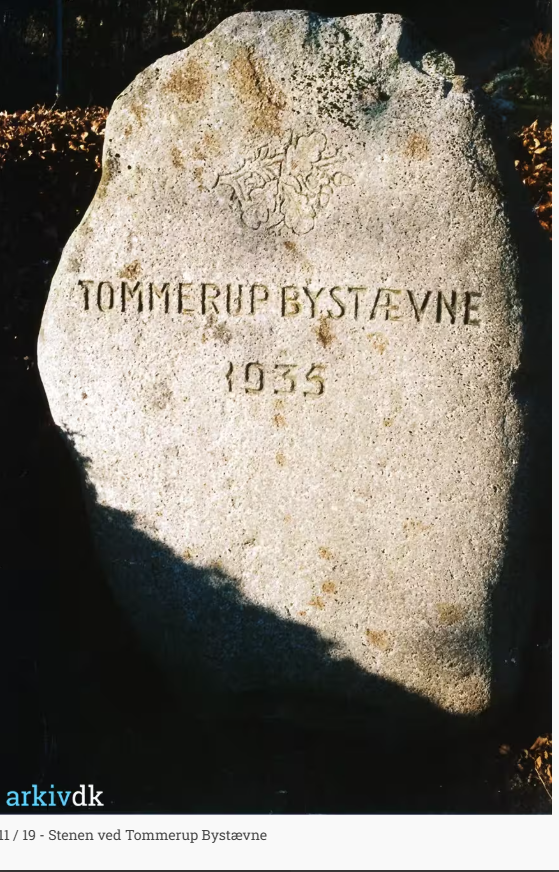 TOMMERUP BYSTÆVNE
1935
arkivdk
11 / 19 - Stenen ved Tommerup Bystævne